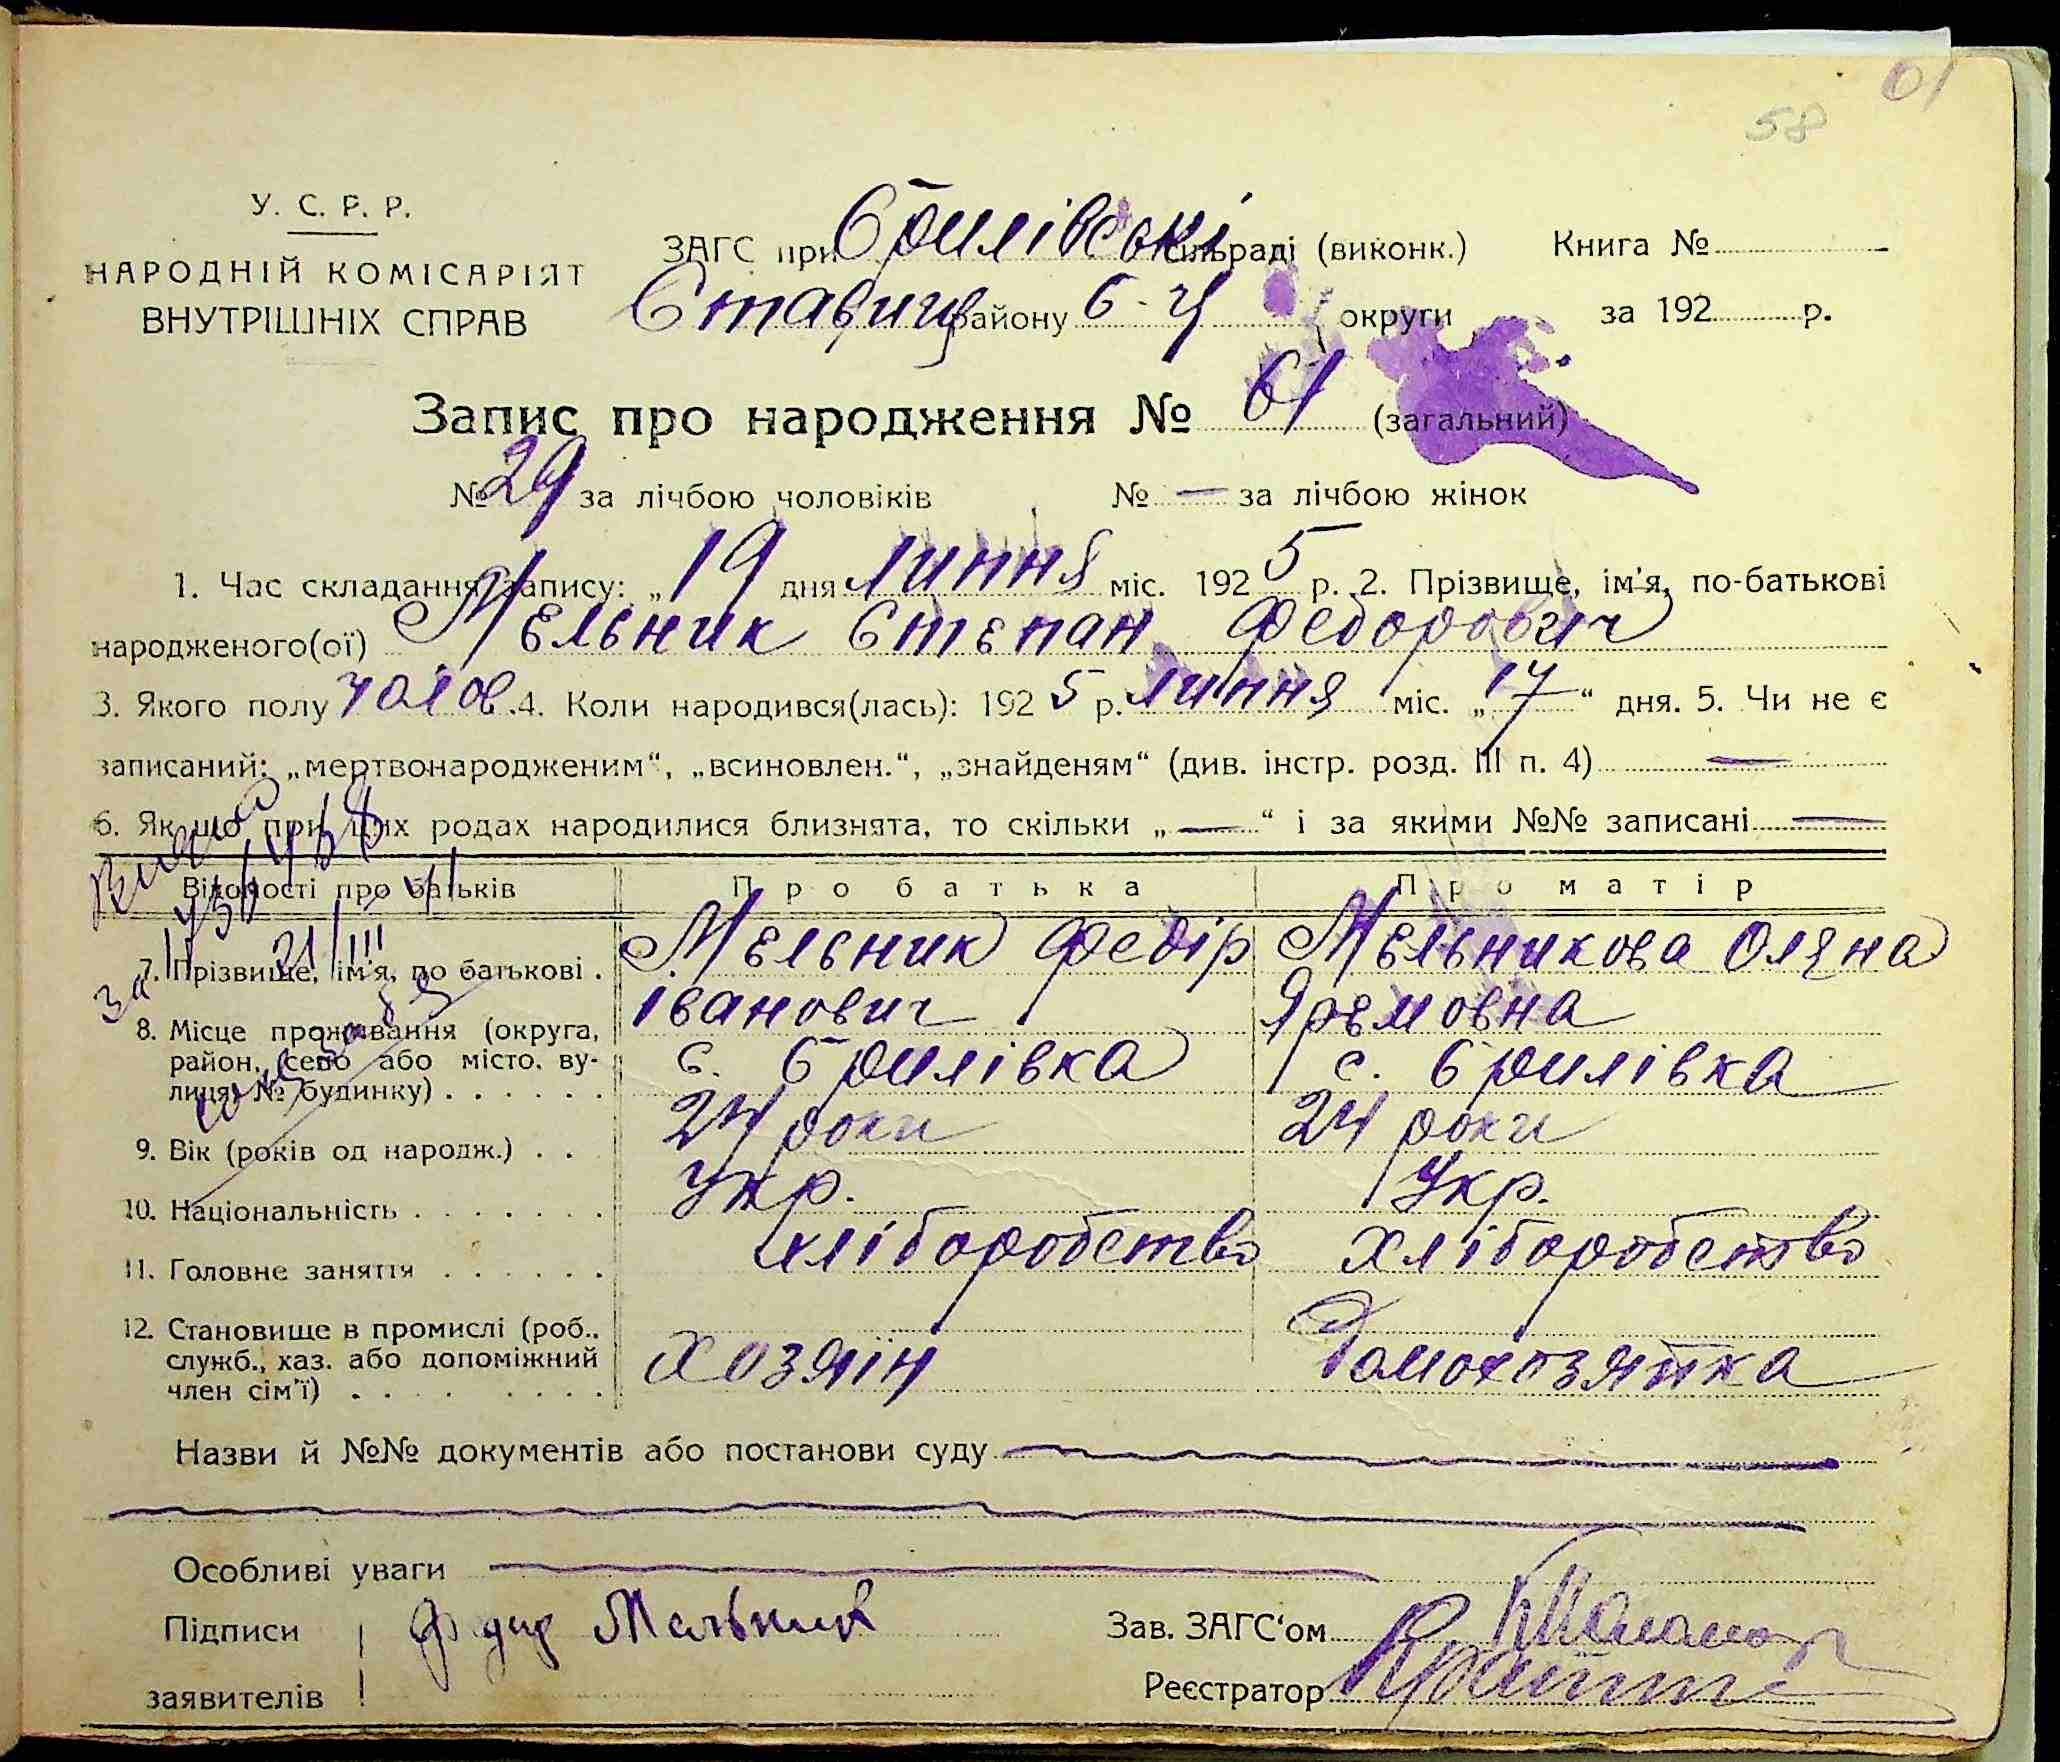 61
58
У. С. Р. Р.
НАРОДНІЙ КОМІСАРІЯТ
ВНУТРІШНІХ СПРАВ
ЗАГС при Брилівські сільраді (виконк.) Книга №
Ставищ району Б-Ц округи за 192 р.
Запис про народження № 61 (загальний)
№ 29 за лічбою чоловіків № — за лічбою жінок
1. Час складання запису: „19 дня липня міс. 1925 р. 2. Прізвище, ім'я, по-батькові
народженого(ої) Мельник Степан Федорович
3. Якого полу чолов. 4. Коли народився(лась): 1925 р. липня міс. „17“ дня. 5. Чи не є
записаний: „мертвонародженим“, „всиновлен.“, „знайденям“ (див. інстр. розд. III п. 4) —
6. Як що при цих родах народилися близнята, то скільки „—“ і за якими №№ записані —
Відомості про батьків Про батька Про матір
7. Прізвище, ім'я, по батькові . Мельник Федір Іванович Мельникова Оляна Яремовна
8. Місце проживання (округа, район, село або місто, вулиця, № будинку) . . . . . . с. Брилівка с. Брилівка
9. Вік (років од народж.) . . 24 роки 24 роки
10. Національність . . . . . . . Укр. Укр.
11. Головне заняття . . . . . . хліборобство хліборобство
12. Становище в промислі (роб., служб., хаз. або допоміжний член сім'ї) . . . . . . . . . хозяїн Домохозяйка
Назви й №№ документів або постанови суду
Особливі уваги
Підписи заявителів Мельник
Зав. ЗАГС‘ом
Реєстратор